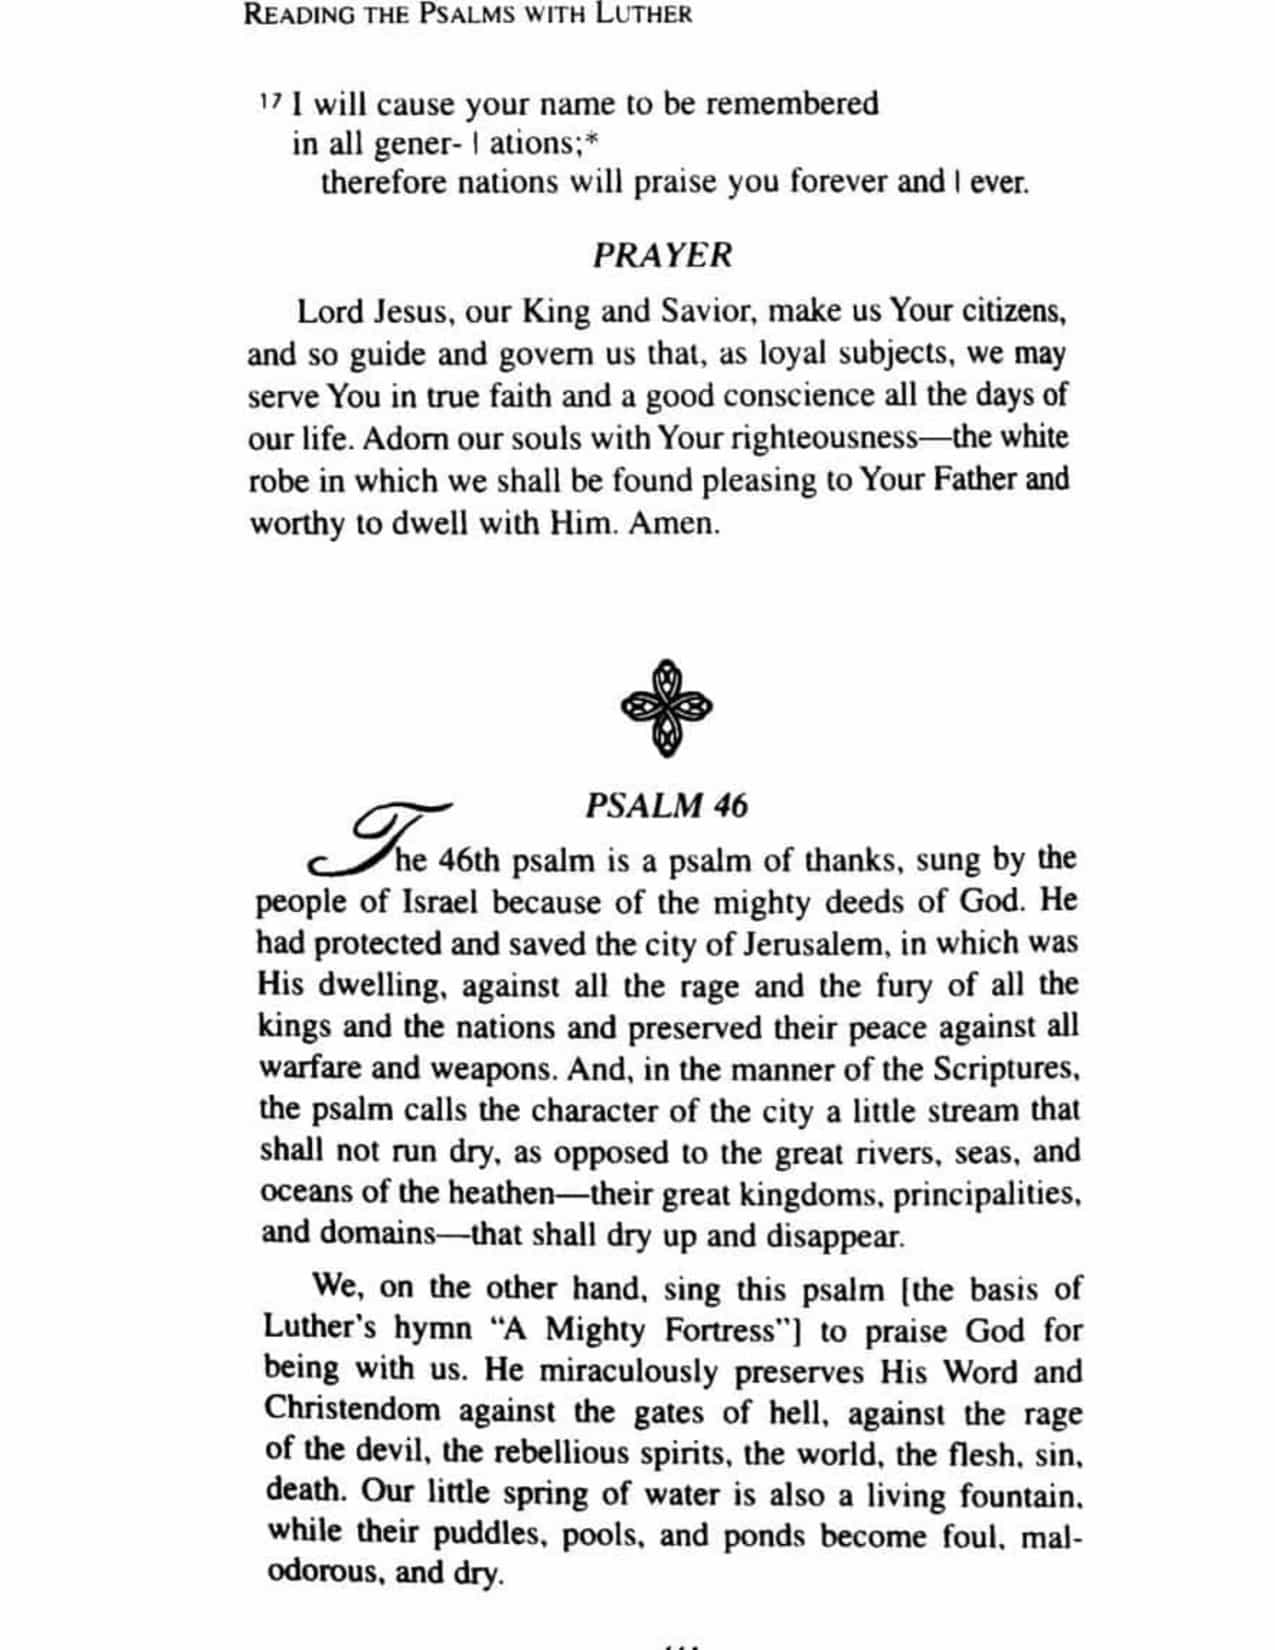 READING THE PSALMS WITH LUTHER
17 I will cause your name to be remembered
in all gener- | ations;*
therefore nations will praise you forever and | ever.
PRAYER
Lord Jesus, our King and Savior, make us Your citizens,
and so guide and govern us that, as loyal subjects, we may
serve You in true faith and a good conscience all the days of
our life. Adorn our souls with Your righteousness—the white
robe in which we shall be found pleasing to Your Father and
worthy to dwell with Him. Amen.
PSALM 46
The 46th psalm is a psalm of thanks, sung by the
people of Israel because of the mighty deeds of God. He
had protected and saved the city of Jerusalem, in which was
His dwelling, against all the rage and the fury of all the
kings and the nations and preserved their peace against all
warfare and weapons. And, in the manner of the Scriptures,
the psalm calls the character of the city a little stream that
shall not run dry, as opposed to the great rivers, seas, and
oceans of the heathen—their great kingdoms, principalities,
and domains—that shall dry up and disappear.
We, on the other hand, sing this psalm [the basis of
Luther's hymn “A Mighty Fortress”] to praise God for
being with us. He miraculously preserves His Word and
Christendom against the gates of hell, against the rage
of the devil, the rebellious spirits, the world, the flesh, sin,
death. Our little spring of water is also a living fountain,
while their puddles, pools, and ponds become foul, mal-
odorous, and dry.